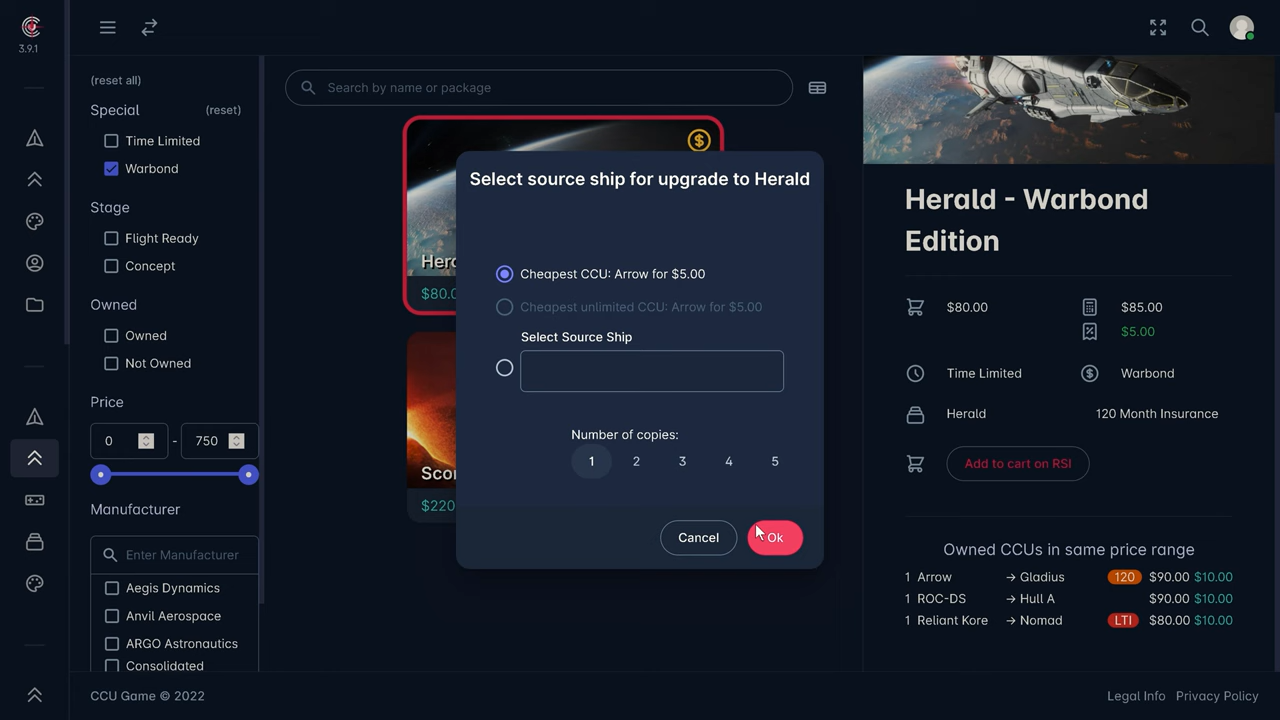 3.9.1
(reset all)
Special (reset)
Time Limited
Warbond
Stage
Flight Ready
Concept
Owned
Owned
Not Owned
Price
0 - 750
Manufacturer
Enter Manufacturer
Aegis Dynamics
Anvil Aerospace
ARGO Astronautics
Consolidated
Search by name or package
$
Her
$80.0
Sco
$220
Select source ship for upgrade to Herald
Cheapest CCU: Arrow for $5.00
Cheapest unlimited CCU: Arrow for $5.00
Select Source Ship
Number of copies:
1 2 3 4 5
Cancel Ok
Herald - Warbond
Edition
$80.00 $85.00
$5.00
Time Limited Warbond
Herald 120 Month Insurance
Add to cart on RSI
Owned CCUs in same price range
1 Arrow → Gladius 120 $90.00 $10.00
1 ROC-DS → Hull A $90.00 $10.00
1 Reliant Kore → Nomad LTI $80.00 $10.00
CCU Game © 2022
Legal Info Privacy Policy